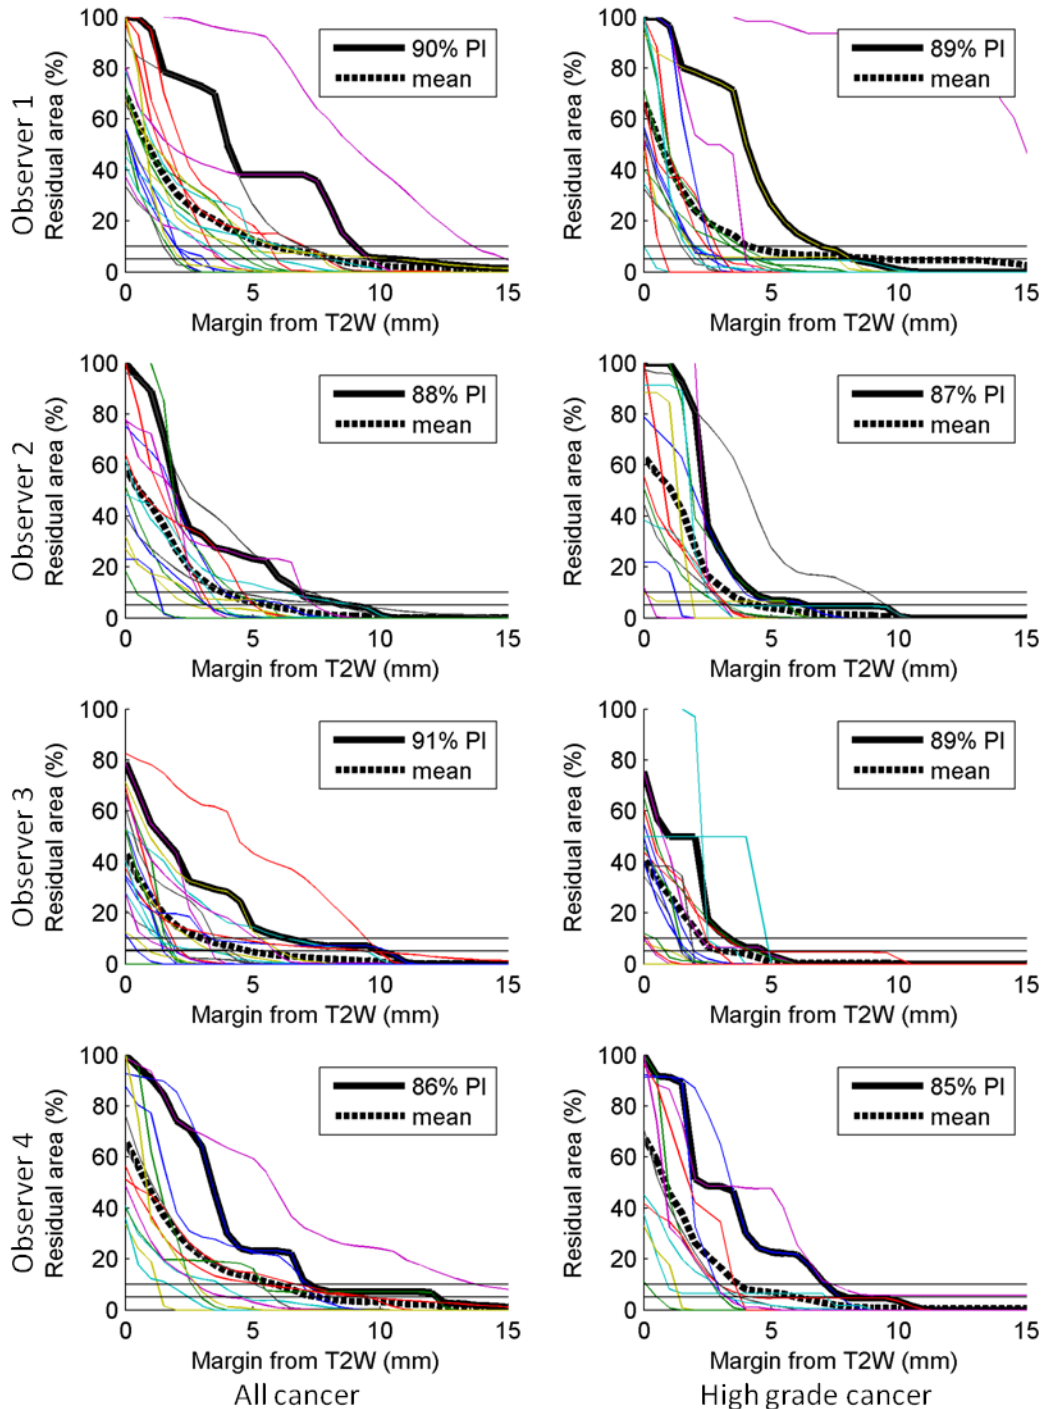 Observer 1
Residual area (%)
100
80
60
40
20
0
0 5 10 15
Margin from T2W (mm)
90% PI
mean
Residual area (%)
100
80
60
40
20
0
0 5 10 15
Margin from T2W (mm)
89% PI
mean
Observer 2
Residual area (%)
100
80
60
40
20
0
0 5 10 15
Margin from T2W (mm)
88% PI
mean
Residual area (%)
100
80
60
40
20
0
0 5 10 15
Margin from T2W (mm)
87% PI
mean
Observer 3
Residual area (%)
100
80
60
40
20
0
0 5 10 15
Margin from T2W (mm)
91% PI
mean
Residual area (%)
100
80
60
40
20
0
0 5 10 15
Margin from T2W (mm)
89% PI
mean
Observer 4
Residual area (%)
100
80
60
40
20
0
0 5 10 15
Margin from T2W (mm)
86% PI
mean
Residual area (%)
100
80
60
40
20
0
0 5 10 15
Margin from T2W (mm)
85% PI
mean
All cancer
High grade cancer